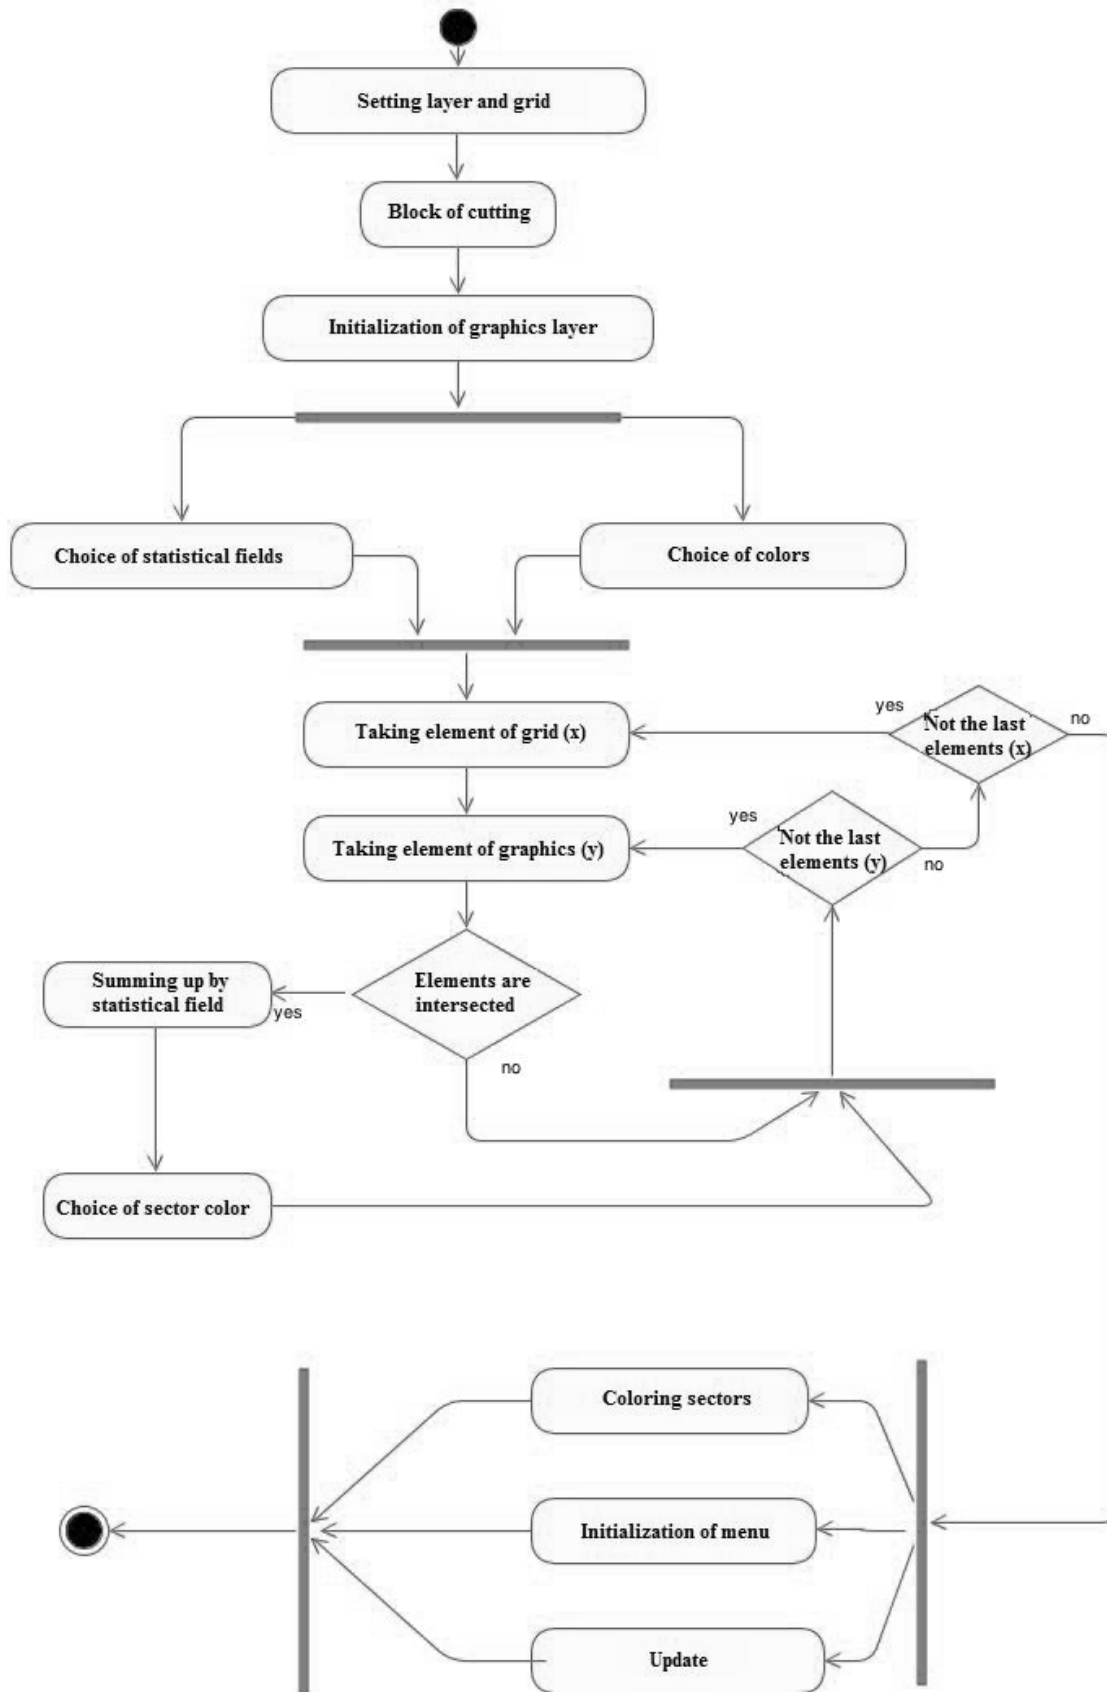 Setting layer and grid
Block of cutting
Initialization of graphics layer
Choice of statistical fields
Choice of colors
yes
Not the last
elements (x)
no
Taking element of grid (x)
yes
Not the last
elements (y)
no
Taking element of graphics (y)
Elements are
intersected
yes
no
Summing up by
statistical field
Choice of sector color
Coloring sectors
Initialization of menu
Update